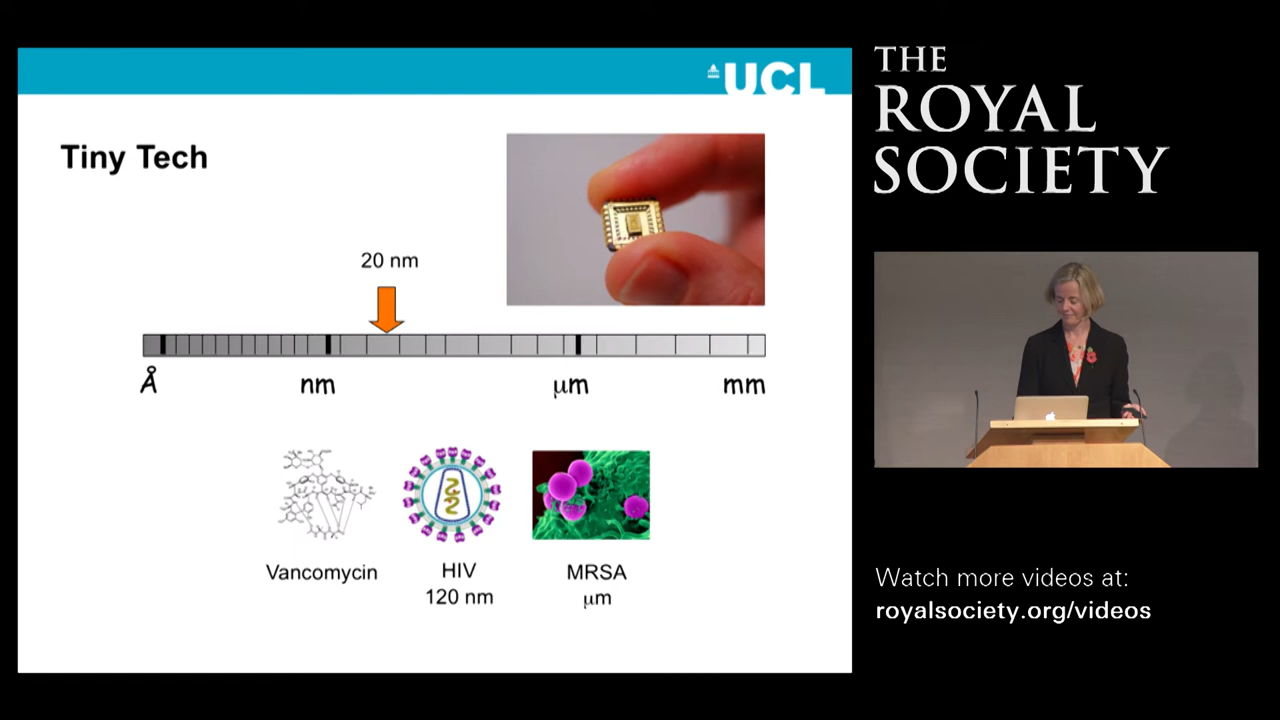 UCL
Tiny Tech
20 nm
Å
nm
μm
mm
Vancomycin
HIV
120 nm
MRSA
μm
THE
ROYAL
SOCIETY
Watch more videos at:
royalsociety.org/videos